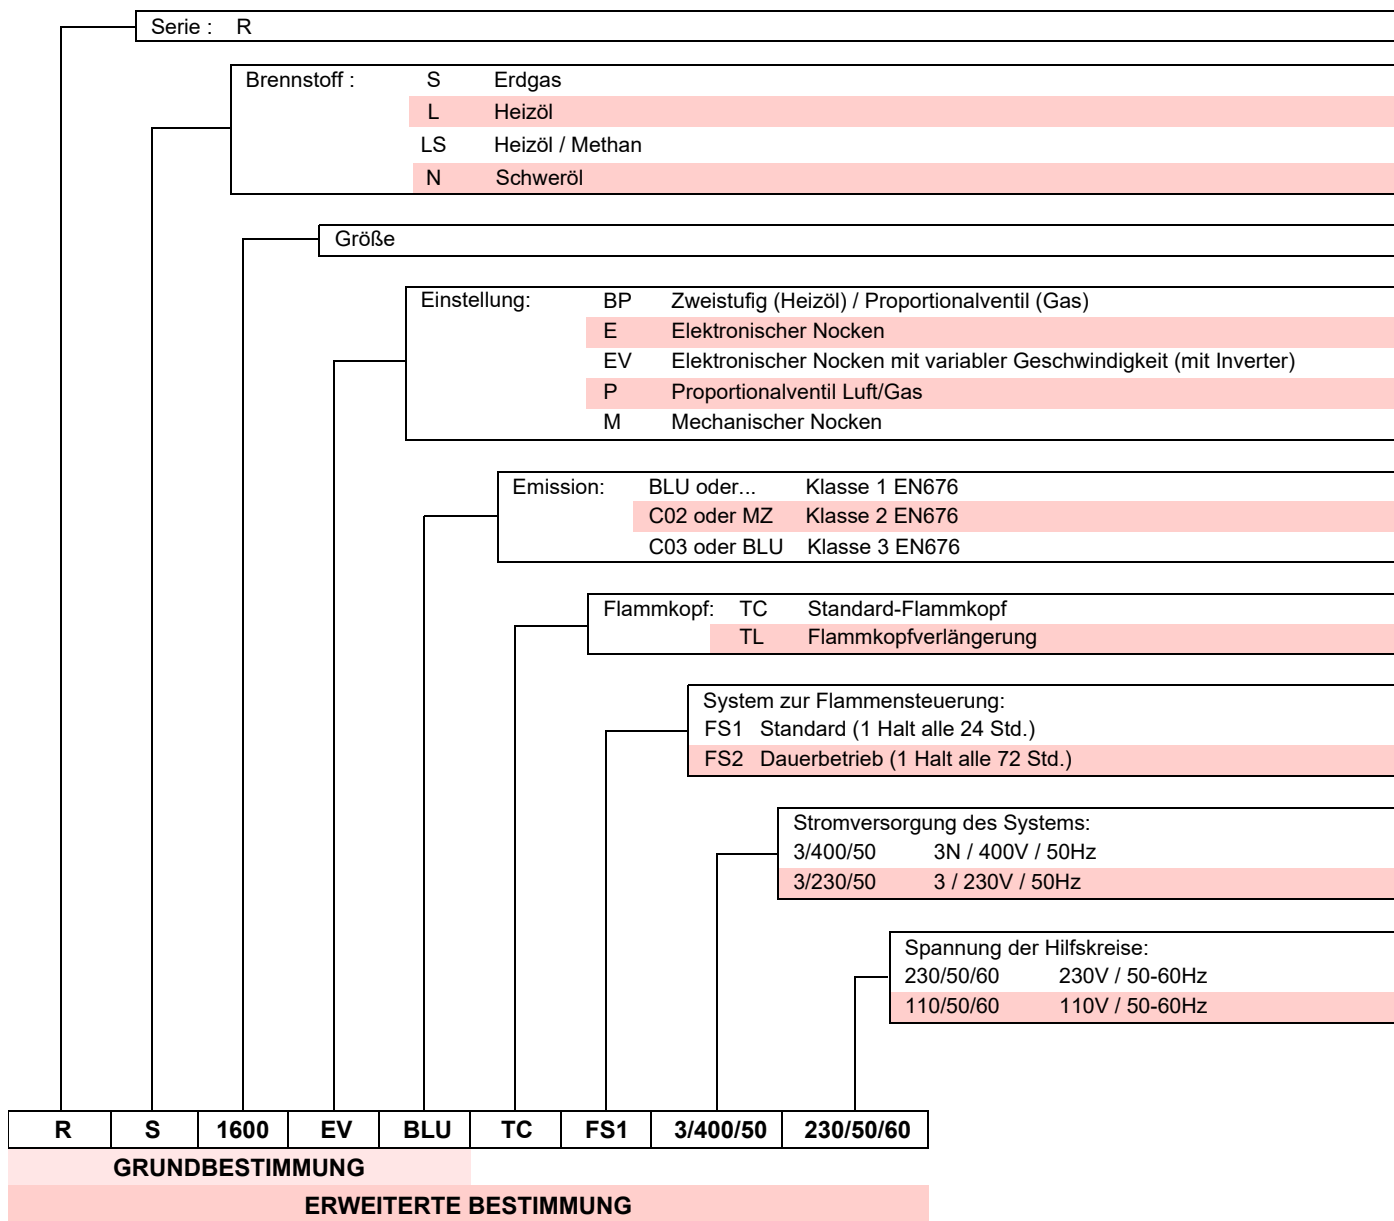 Serie : R
Brennstoff : S Erdgas
L Heizöl
LS Heizöl / Methan
N Schweröl
Größe
Einstellung: BP Zweistufig (Heizöl) / Proportionalventil (Gas)
E Elektronischer Nocken
EV Elektronischer Nocken mit variabler Geschwindigkeit (mit Inverter)
P Proportionalventil Luft/Gas
M Mechanischer Nocken
Emission: BLU oder... Klasse 1 EN676
C02 oder MZ Klasse 2 EN676
C03 oder BLU Klasse 3 EN676
Flammkopf: TC Standard-Flammkopf
TL Flammkopfverlängerung
System zur Flammensteuerung:
FS1 Standard (1 Halt alle 24 Std.)
FS2 Dauerbetrieb (1 Halt alle 72 Std.)
Stromversorgung des Systems:
3/400/50 3N / 400V / 50Hz
3/230/50 3 / 230V / 50Hz
Spannung der Hilfskreise:
230/50/60 230V / 50-60Hz
110/50/60 110V / 50-60Hz
R S 1600 EV BLU TC FS1 3/400/50 230/50/60
GRUNDBESTIMMUNG
ERWEITERTE BESTIMMUNG